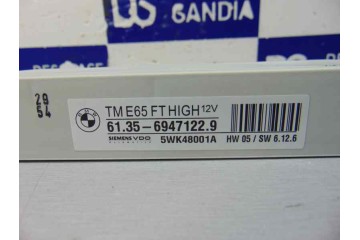 GANDIA
28
54
TM E65 FT HIGH 12V
61.35-6947122.9
SIEMENS VDO
5WK48001A
HW 05 / SW 6.12.6